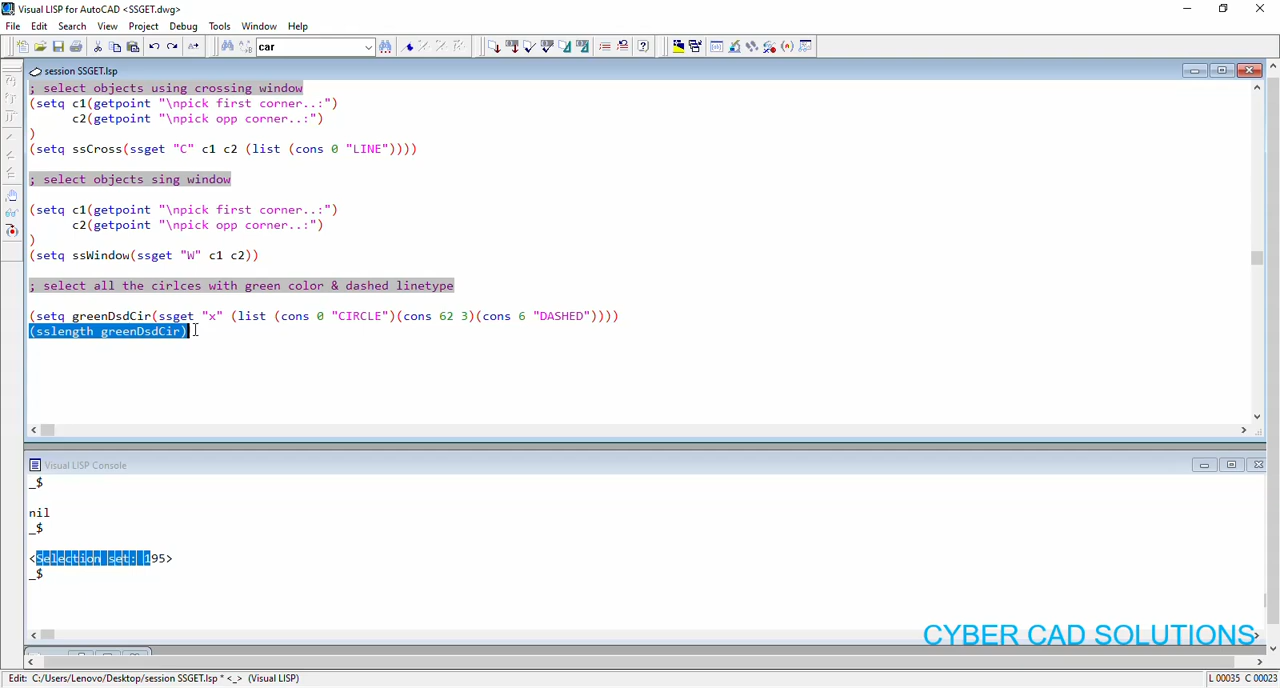 Visual LISP for AutoCAD <SSGET.dwg>
File Edit Search View Project Debug Tools Window Help
car
session SSGET.lsp
; select objects using crossing window
(setq c1(getpoint "\npick first corner..:")
c2(getpoint "\npick opp corner..:")
)
(setq ssCross(ssget "C" c1 c2 (list (cons 0 "LINE"))))
; select objects sing window
(setq c1(getpoint "\npick first corner..:")
c2(getpoint "\npick opp corner..:")
)
(setq ssWindow(ssget "W" c1 c2))
; select all the cirlces with green color & dashed linetype
(setq greenDsdCir(ssget "x" (list (cons 0 "CIRCLE")(cons 62 3)(cons 6 "DASHED"))))
(sslength greenDsdCir)
Visual LISP Console
_$
nil
_$
<Selection set: 195>
_$
CYBER CAD SOLUTIONS
Edit: C:/Users/Lenovo/Desktop/session SSGET.lsp * <_> (Visual LISP)
L 00035 C 00023